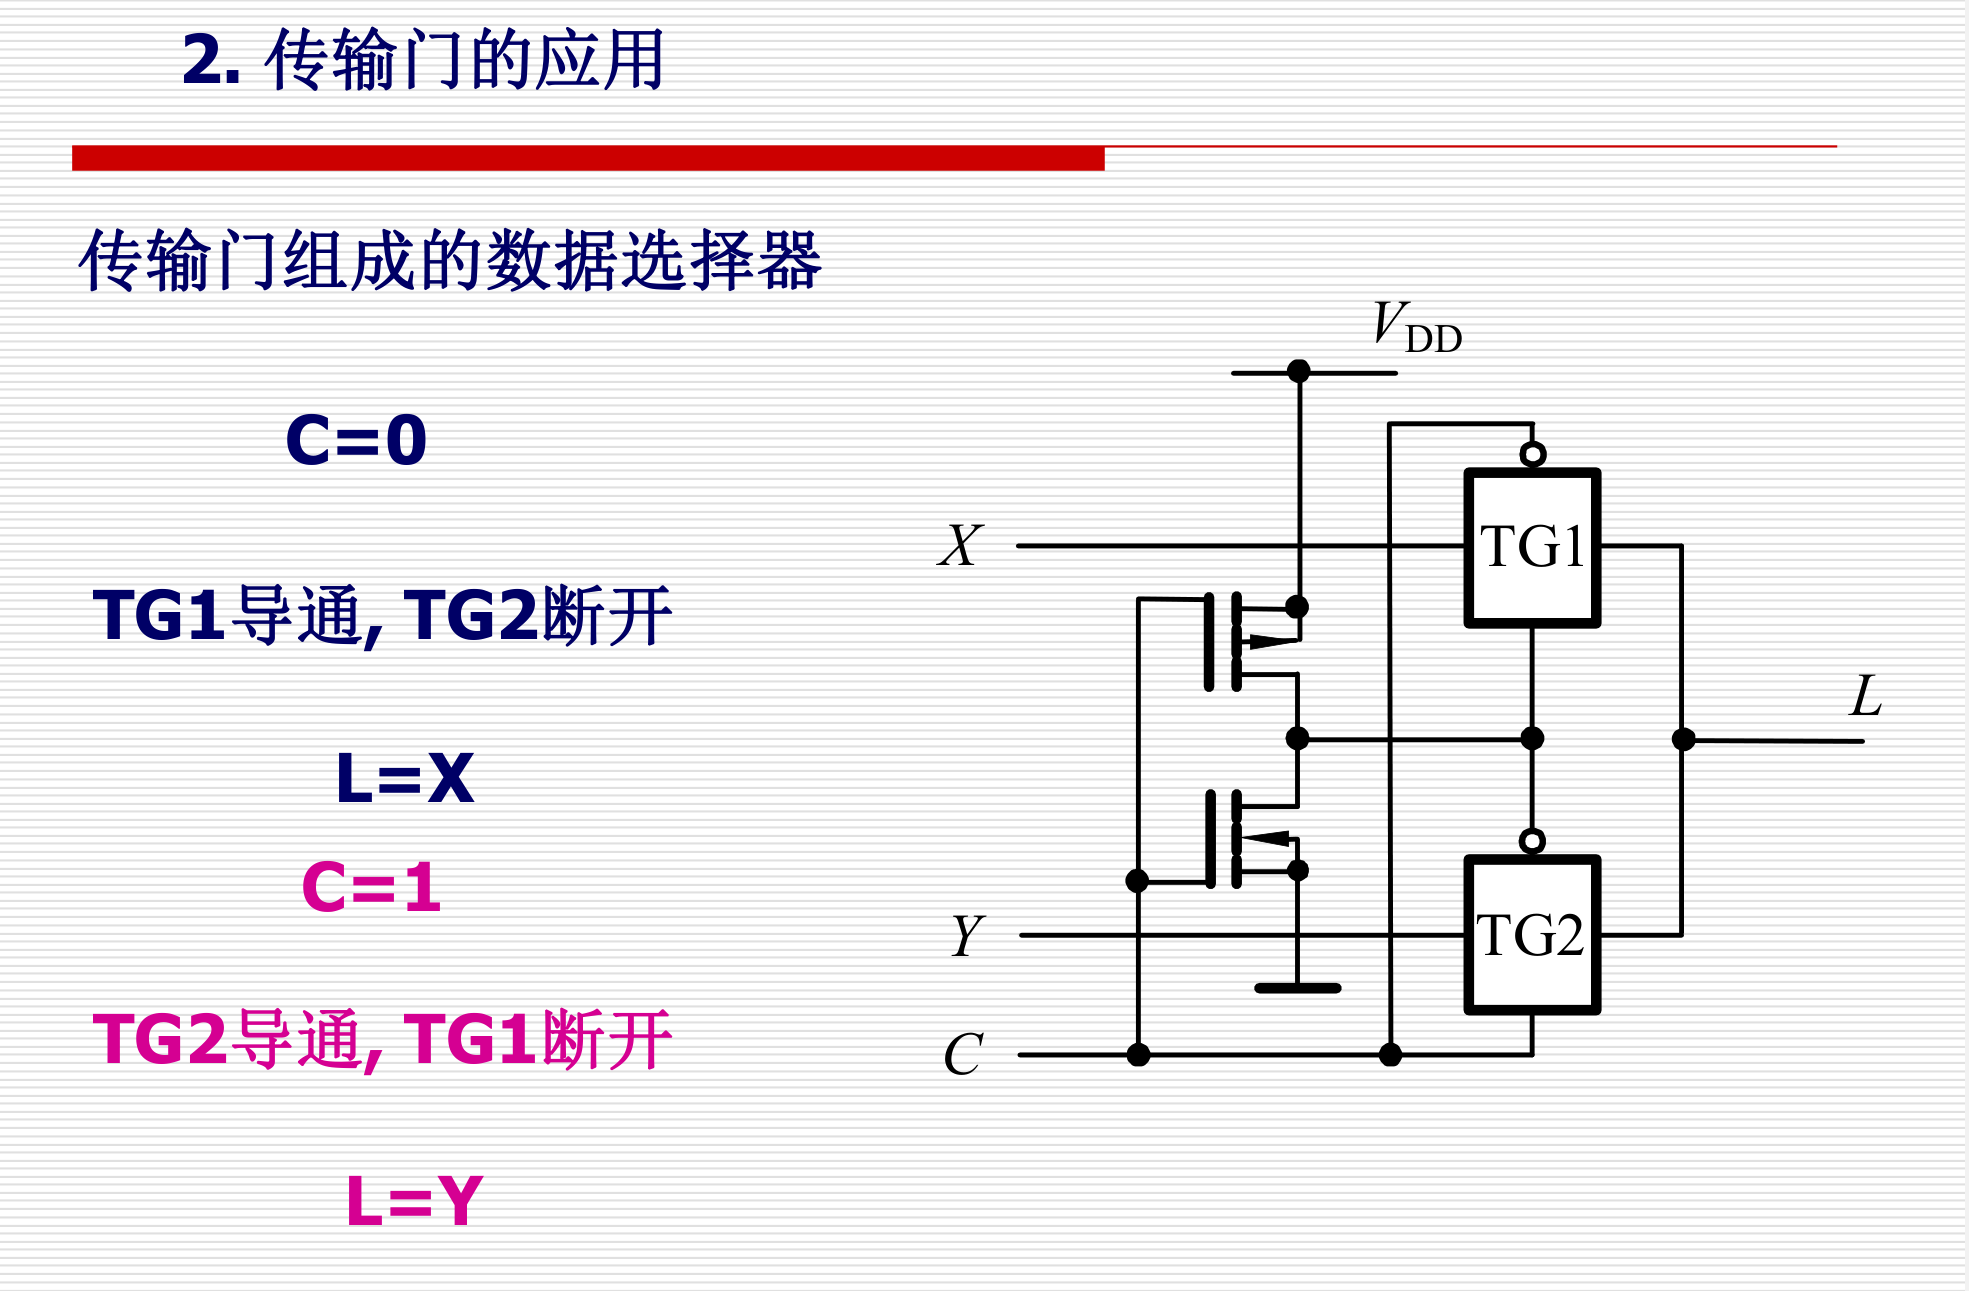 2. 传输门的应用
传输门组成的数据选择器
C=0
TG1导通, TG2断开
L=X
C=1
TG2导通, TG1断开
L=Y
VDD
X
TG1
L
Y
TG2
C